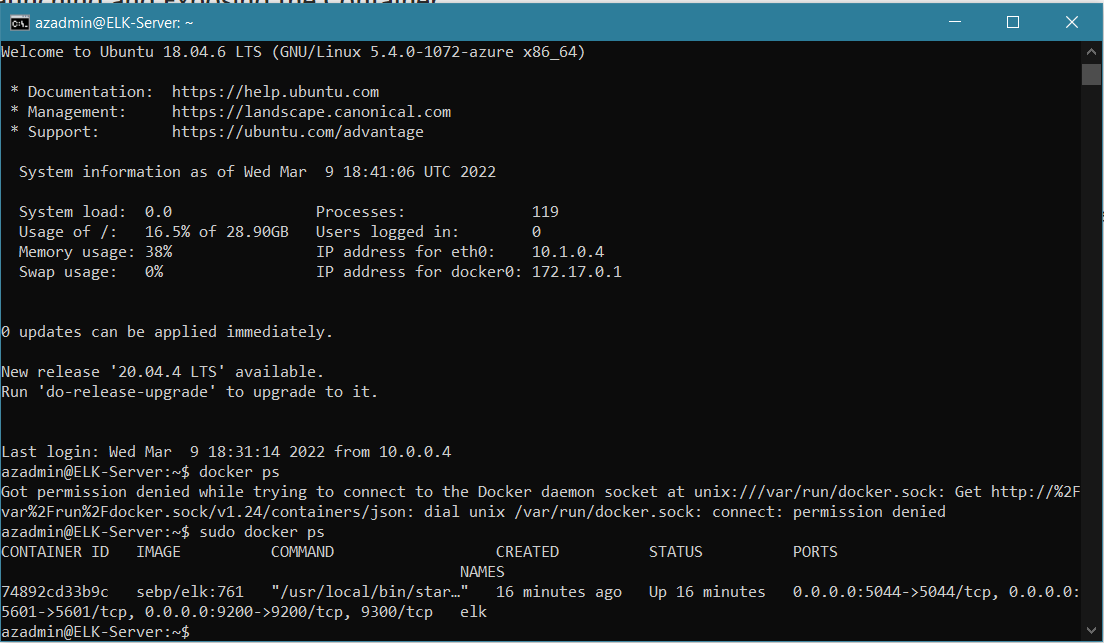 azadmin@ELK-Server: ~
Welcome to Ubuntu 18.04.6 LTS (GNU/Linux 5.4.0-1072-azure x86_64)
* Documentation:  https://help.ubuntu.com
* Management:     https://landscape.canonical.com
* Support:        https://ubuntu.com/advantage
System information as of Wed Mar  9 18:41:06 UTC 2022
System load:  0.0                Processes:              119
Usage of /:   16.5% of 28.90GB   Users logged in:        0
Memory usage: 38%                IP address for eth0:    10.1.0.4
Swap usage:   0%                 IP address for docker0: 172.17.0.1
0 updates can be applied immediately.
New release '20.04.4 LTS' available.
Run 'do-release-upgrade' to upgrade to it.
Last login: Wed Mar  9 18:31:14 2022 from 10.0.0.4
azadmin@ELK-Server:~$ docker ps
Got permission denied while trying to connect to the Docker daemon socket at unix:///var/run/docker.sock: Get http://%2F
var%2Frun%2Fdocker.sock/v1.24/containers/json: dial unix /var/run/docker.sock: connect: permission denied
azadmin@ELK-Server:~$ sudo docker ps
CONTAINER ID   IMAGE          COMMAND                  CREATED          STATUS          PORTS
NAMES
74892cd33b9c   sebp/elk:761   "/usr/local/bin/star…"   16 minutes ago   Up 16 minutes   0.0.0.0:5044->5044/tcp, 0.0.0.0:
5601->5601/tcp, 0.0.0.0:9200->9200/tcp, 9300/tcp   elk
azadmin@ELK-Server:~$